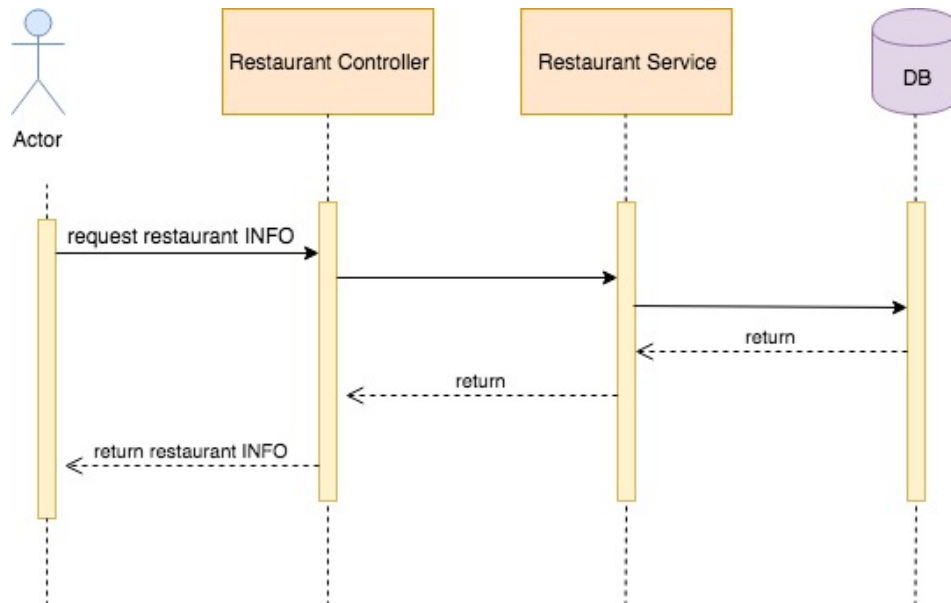 Restaurant Controller
Restaurant Service
DB
Actor
request restaurant INFO
return
return
return restaurant INFO